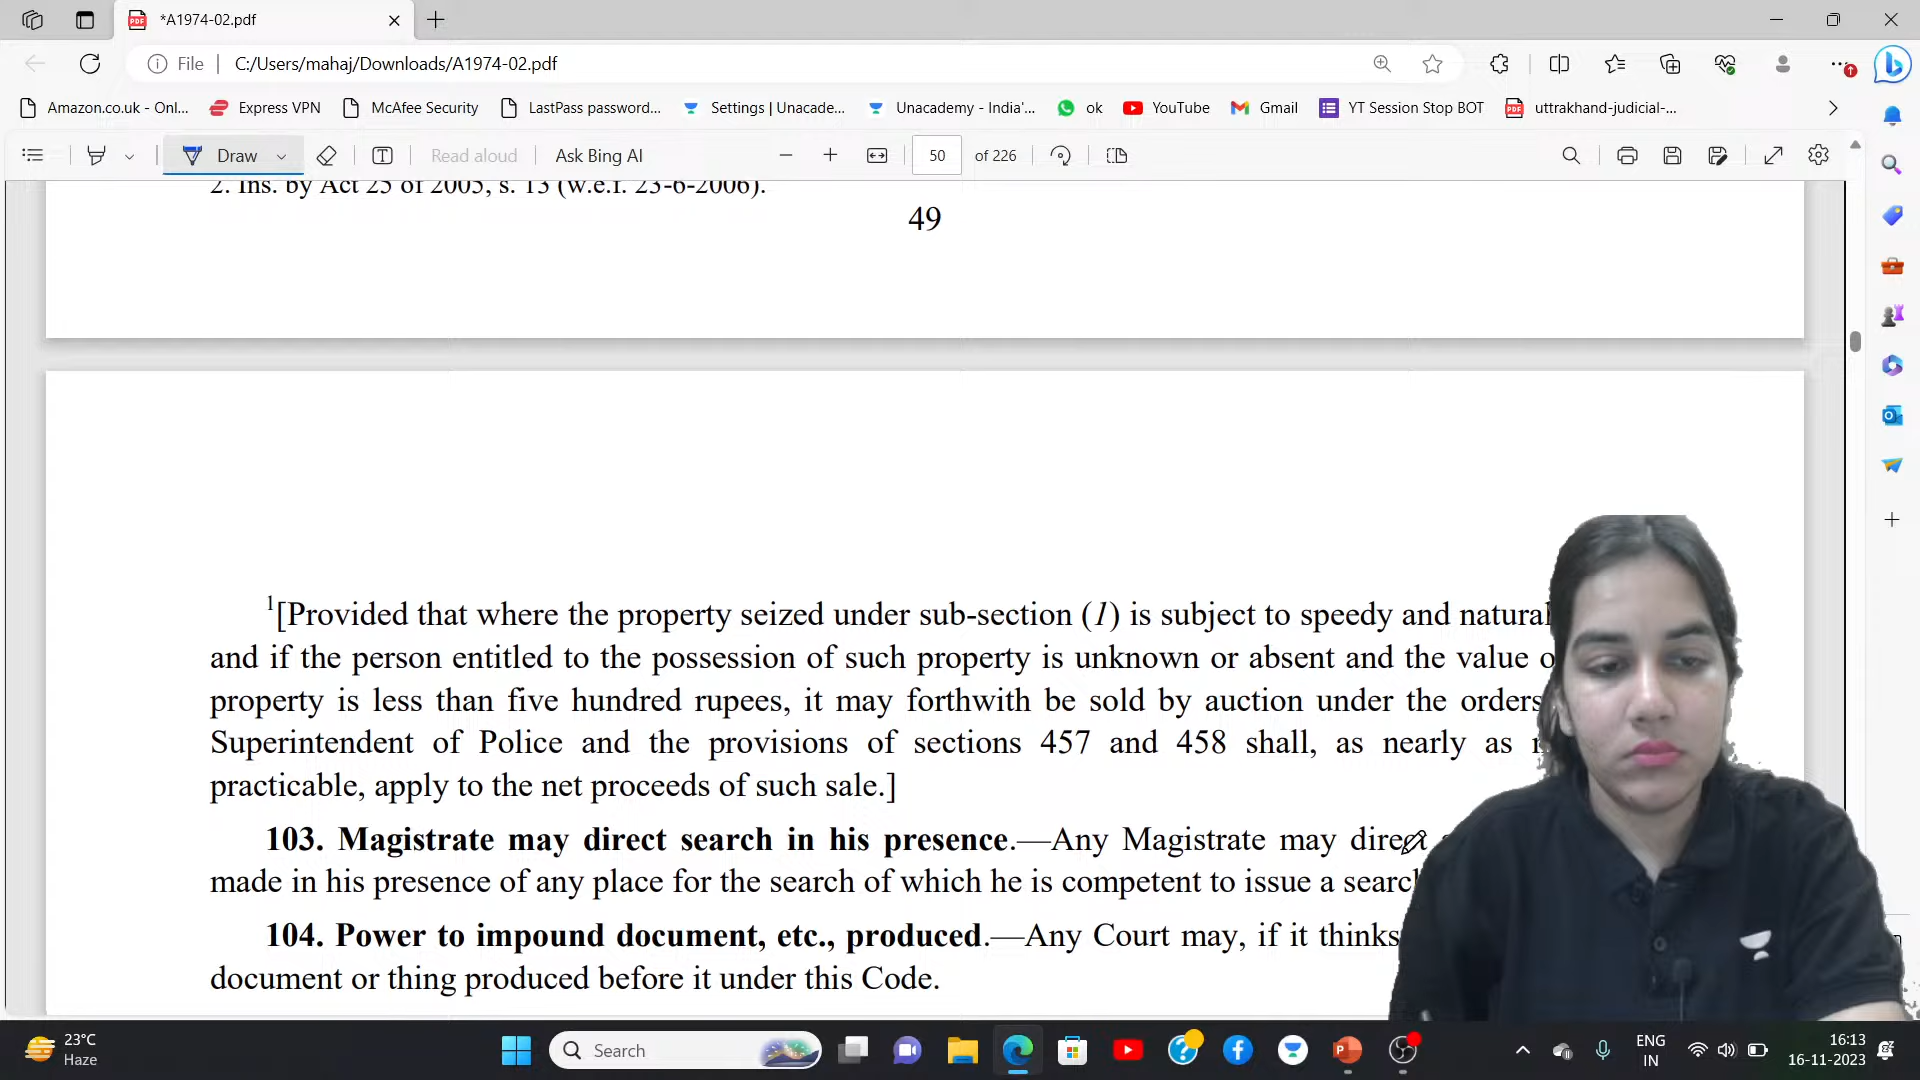 *A1974-02.pdf
File
C:/Users/mahaj/Downloads/A1974-02.pdf
Amazon.co.uk - Onl...
Express VPN
McAfee Security
LastPass password...
Settings | Unacade...
Unacademy - India'...
ok
YouTube
Gmail
YT Session Stop BOT
uttrakhand-judicial-...
Draw
Read aloud
Ask Bing AI
50
of 226
2. Ins. by Act 25 of 2005, s. 13 (w.e.f. 23-6-2006).
49
1[Provided that where the property seized under sub-section (1) is subject to speedy and natural
and if the person entitled to the possession of such property is unknown or absent and the value
property is less than five hundred rupees, it may forthwith be sold by auction under the orders
Superintendent of Police and the provisions of sections 457 and 458 shall, as nearly as
practicable, apply to the net proceeds of such sale.]
103. Magistrate may direct search in his presence.—Any Magistrate may direct
made in his presence of any place for the search of which he is competent to issue a search
104. Power to impound document, etc., produced.—Any Court may, if it thinks
document or thing produced before it under this Code.
23°C
Haze
Search
ENG
IN
16:13
16-11-2023